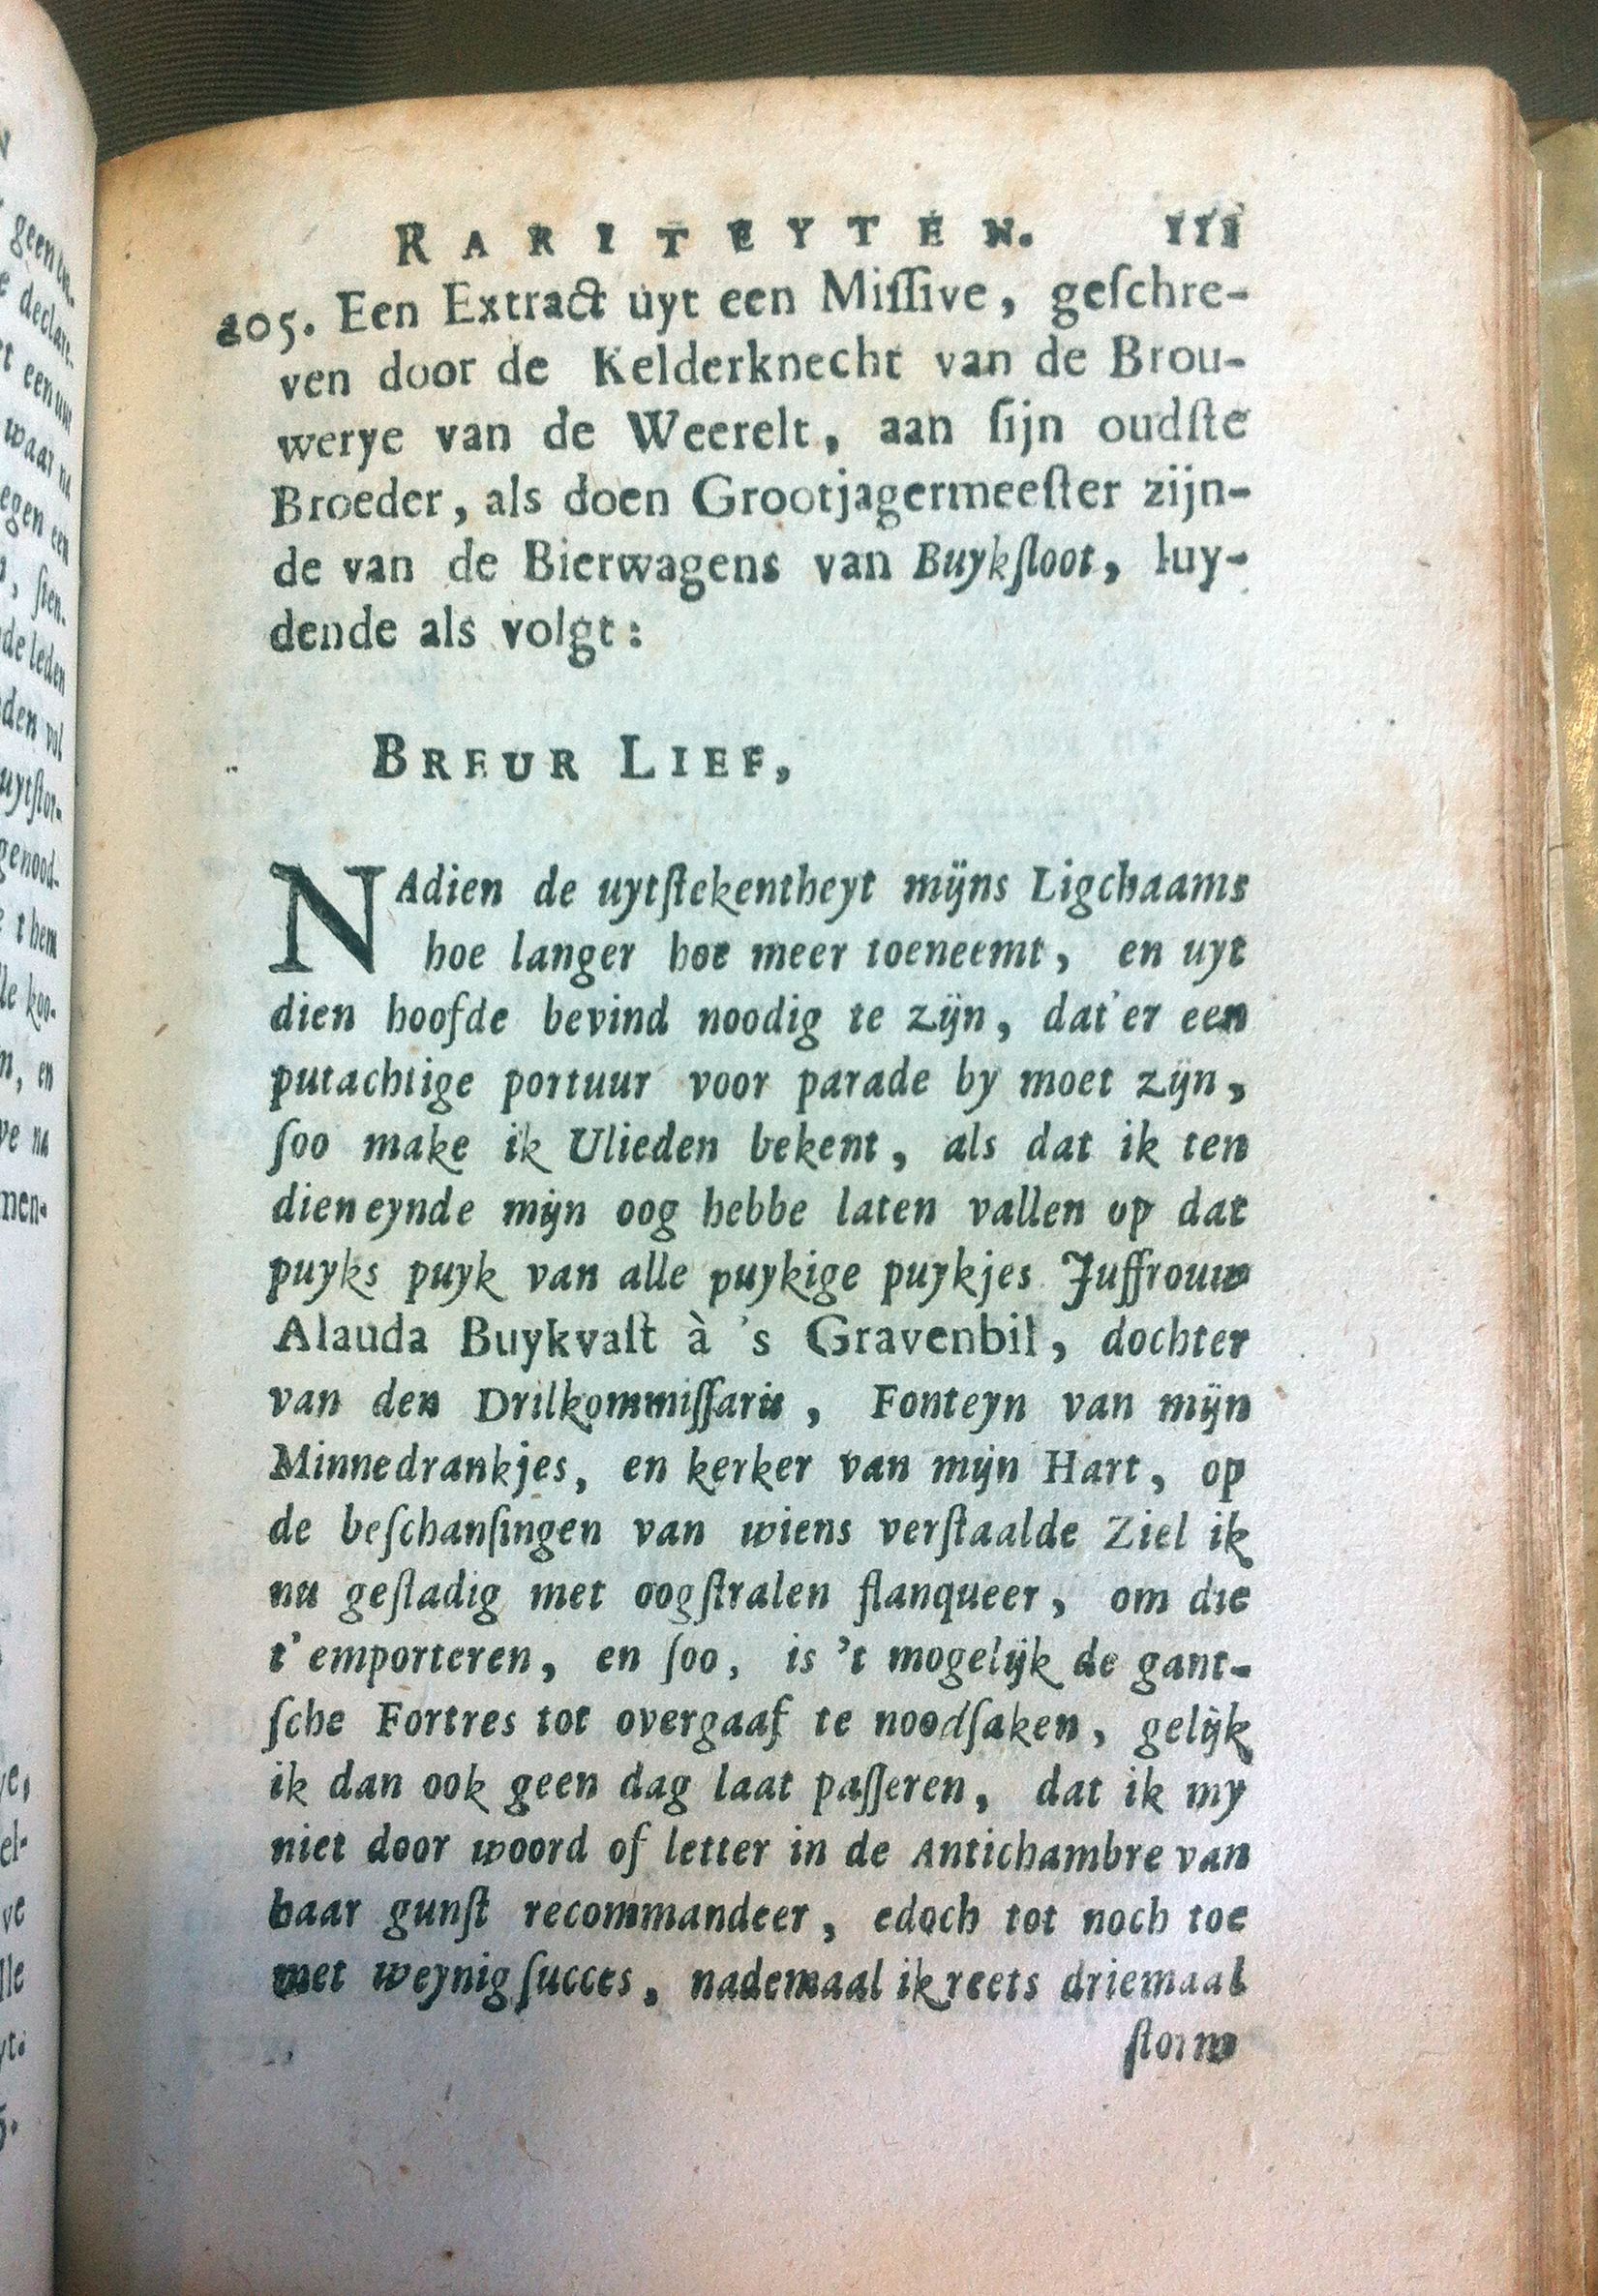 RARITEYTEN. 111
205. Een Extract uyt een Missive, geschre-
ven door de Kelderknecht van de Brou-
werye van de Weerelt, aan sijn oudste
Broeder, als doen Grootjagermeester zijn-
de van de Bierwagens van Buyksloot, luy-
dende als volgt:
BREUR LIEF,
NAdien de uytstekentheyt mijns Ligchaams
hoe langer hoe meer toeneemt, en uyt
dien hoofde bevind noodig te zijn, dat'er een
putachtige portuur voor parade by moet zijn,
soo make ik Ulieden bekent, als dat ik ten
dien eynde mijn oog hebbe laten vallen op dat
puyks puyk van alle puykige puykjes Juffrouw
Alauda Buykvast à 's Gravenbil, dochter
van den Drilkommissaris, Fonteyn van mijn
Minnedrankjes, en kerker van mijn Hart, op
de beschansingen van wiens verstaalde Ziel ik
nu gestadig met oogstralen flanqueer, om die
t'emporteren, en soo, is 't mogelijk de gant-
sche Fortres tot overgaaf te noodsaken, gelijk
ik dan ook geen dag laat passeren, dat ik my
niet door woord of letter in de Antichambre van
haar gunst recommandeer, edoch tot noch toe
met weynig succes, nademaal ik reets driemaal
storm